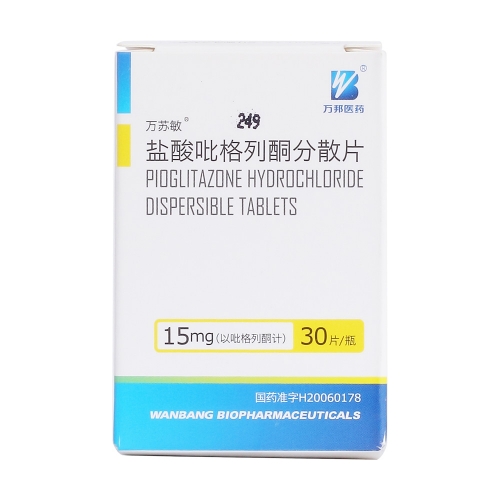 WB®
万邦医药
249
万苏敏®
盐酸吡格列酮分散片
PIOGLITAZONE HYDROCHLORIDE
DISPERSIBLE TABLETS
15mg(以吡格列酮计) 30片/瓶
国药准字H20060178
WANBANG BIOPHARMACEUTICALS